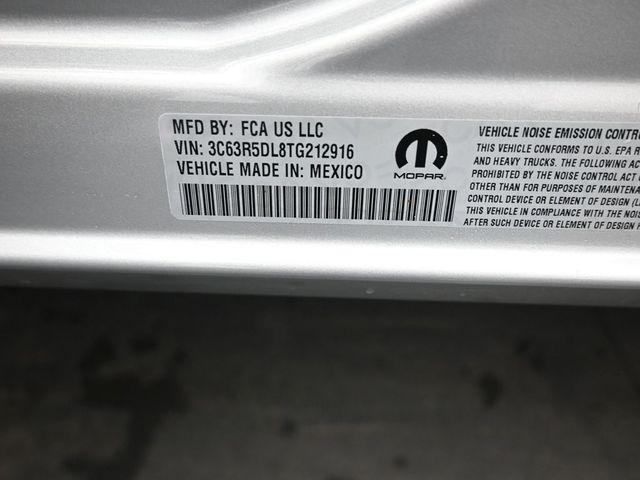 MFD BY: FCA US LLC
VIN: 3C63R5DL8TG212916
VEHICLE MADE IN: MEXICO
MOPAR
VEHICLE NOISE EMISSION CONTRO
THIS VEHICLE CONFORMS TO U.S. EPA R
AND HEAVY TRUCKS. THE FOLLOWING AC
PROHIBITED BY THE NOISE CONTROL ACT
OTHER THAN FOR PURPOSES OF MAINTENA
CONTROL DEVICE OR ELEMENT OF DESIGN (L
THIS VEHICLE IN COMPLIANCE WITH THE NOIS
AFTER SUCH DEVICE OR ELEMENT OF DESIGN